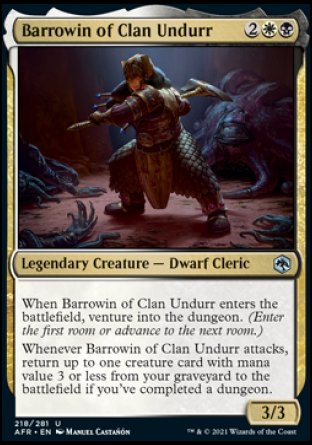 Barrowin of Clan Undurr 2
Legendary Creature — Dwarf Cleric
When Barrowin of Clan Undurr enters the
battlefield, venture into the dungeon. (Enter
the first room or advance to the next room.)
Whenever Barrowin of Clan Undurr attacks,
return up to one creature card with mana
value 3 or less from your graveyard to the
battlefield if you've completed a dungeon.
3/3
218/281 U
AFR • EN MANUEL CASTAÑÓN
™ & © 2021 Wizards of the Coast